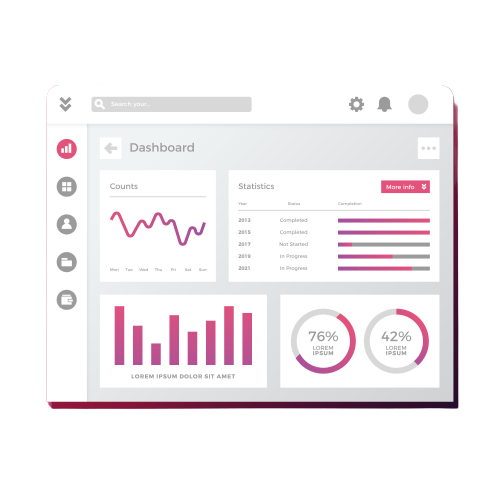 Search your...
Dashboard
Counts
Mon Tue Wed Thu Fri Sat Sun
Statistics
More info
Year Status Completion
2013 Completed
2015 Completed
2017 Not Started
2019 In Progress
2021 In Progress
LOREM IPSUM DOLOR SIT AMET
76%
LOREM
IPSUM
42%
LOREM
IPSUM